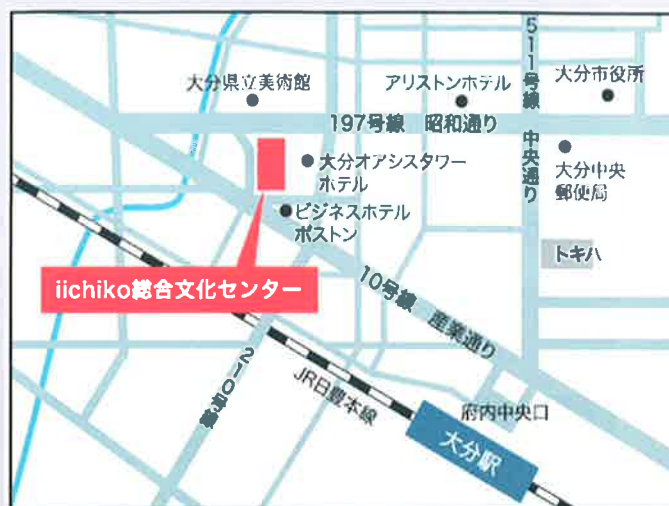 511号線 中央通り
大分県立美術館
アリストンホテル
大分市役所
197号線 昭和通り
大分オアシスタワー
ホテル
大分中央
郵便局
ビジネスホテル
ボストン
トキハ
iichiko総合文化センター
10号線 産業通り
210号線
JR日豊本線
府内中央口
大分駅